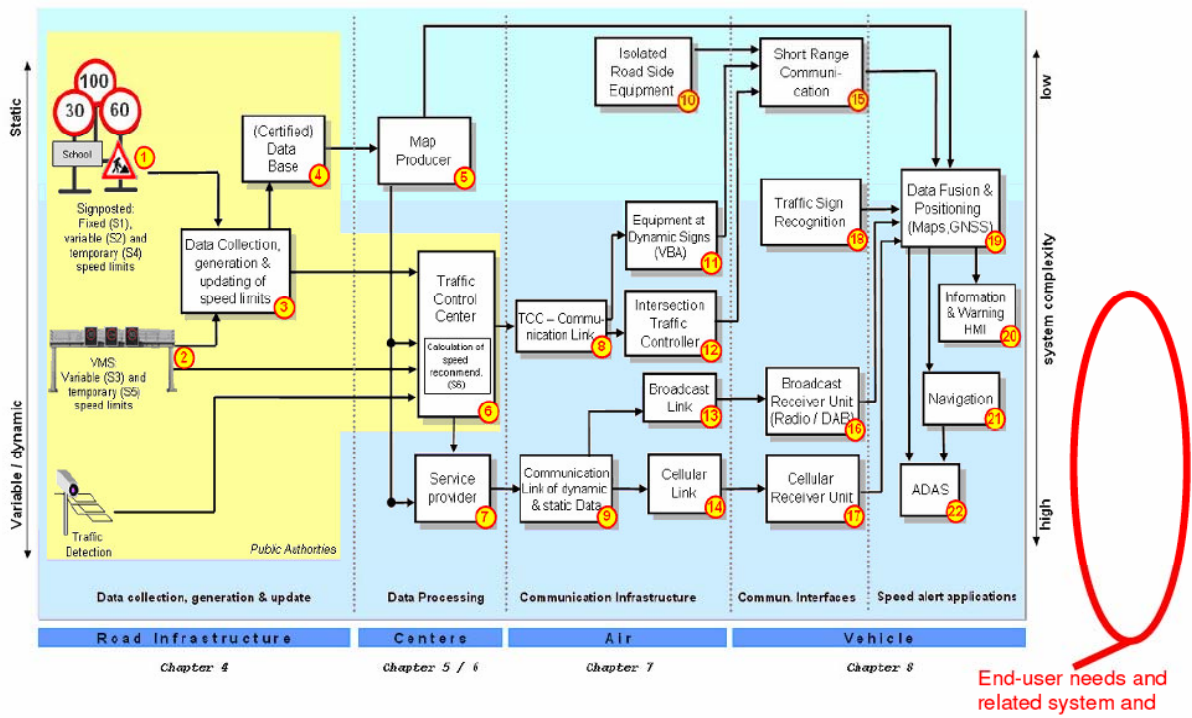 Static
Variable / dynamic
100
30
60
School
1
Signposted:
Fixed (S1),
variable (S2) and
temporary (S4)
speed limits
2
VMS:
Variable (S3) and
temporary (S5)
speed limits
Traffic
Detection
Public Authorities
Data Collection,
generation &
updating of
speed limits
3
(Certified)
Data
Base
4
Map
Producer
5
Traffic
Control
Center
Calculation of
speed
recommend.
(S6)
6
Service
provider
7
TCC – Commu-
nication Link
8
Communication
Link of dynamic
& static Data
9
Isolated
Road Side
Equipment
10
Equipment at
Dynamic Signs
(VBA)
11
Intersection
Traffic
Controller
12
Broadcast
Link
13
Cellular
Link
14
Short Range
Communi-
cation
15
Traffic Sign
Recognition
18
Broadcast
Receiver Unit
(Radio / DAB)
16
Cellular
Receiver Unit
17
Data Fusion &
Positioning
(Maps,GNSS)
19
Information
& Warning
HMI
20
Navigation
21
ADAS
22
low
system complexity
high
Data collection, generation & update
Data Processing
Communication Infrastructure
Commun. Interfaces
Speed alert applications
Road Infrastructure
Centers
Air
Vehicle
Chapter 4
Chapter 5 / 6
Chapter 7
Chapter 8
End-user needs and
related system and